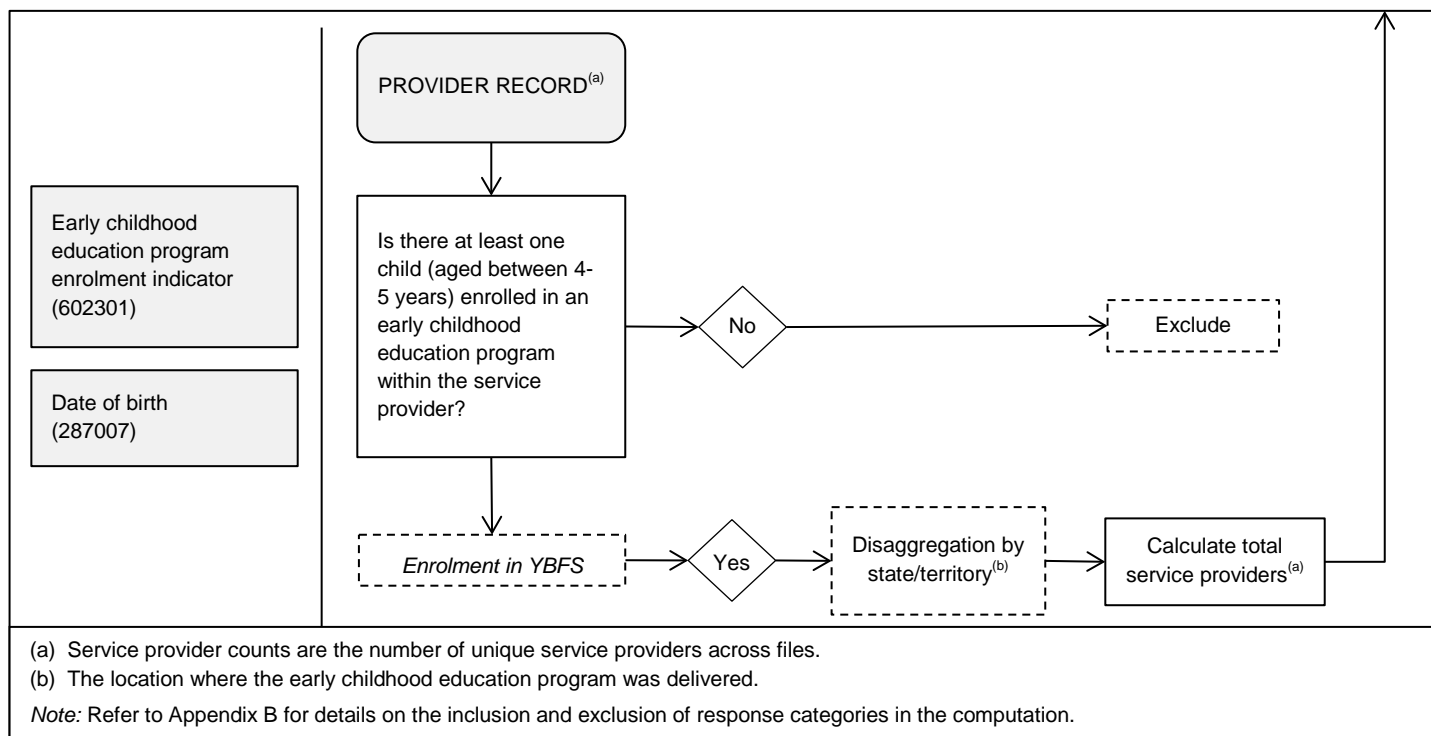 PROVIDER RECORD(a)
Early childhood
education program
enrolment indicator
(602301)
Date of birth
(287007)
Is there at least one
child (aged between 4-
5 years) enrolled in an
early childhood
education program
within the service
provider?
No
Exclude
Enrolment in YBFS
Yes
Disaggregation by
state/territory(b)
Calculate total
service providers(a)
(a) Service provider counts are the number of unique service providers across files.
(b) The location where the early childhood education program was delivered.
Note: Refer to Appendix B for details on the inclusion and exclusion of response categories in the computation.